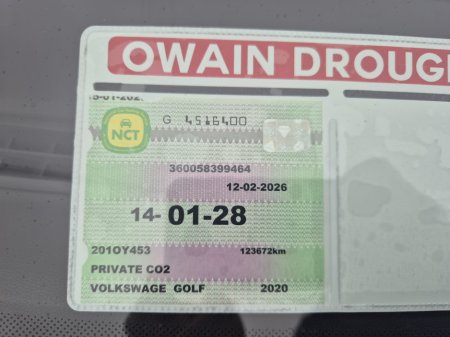 OWAIN DROUG
NCT
G 4516400
360058399464
12-02-2026
14-01-28
201OY453 123672km
PRIVATE CO2
VOLKSWAGE GOLF 2020